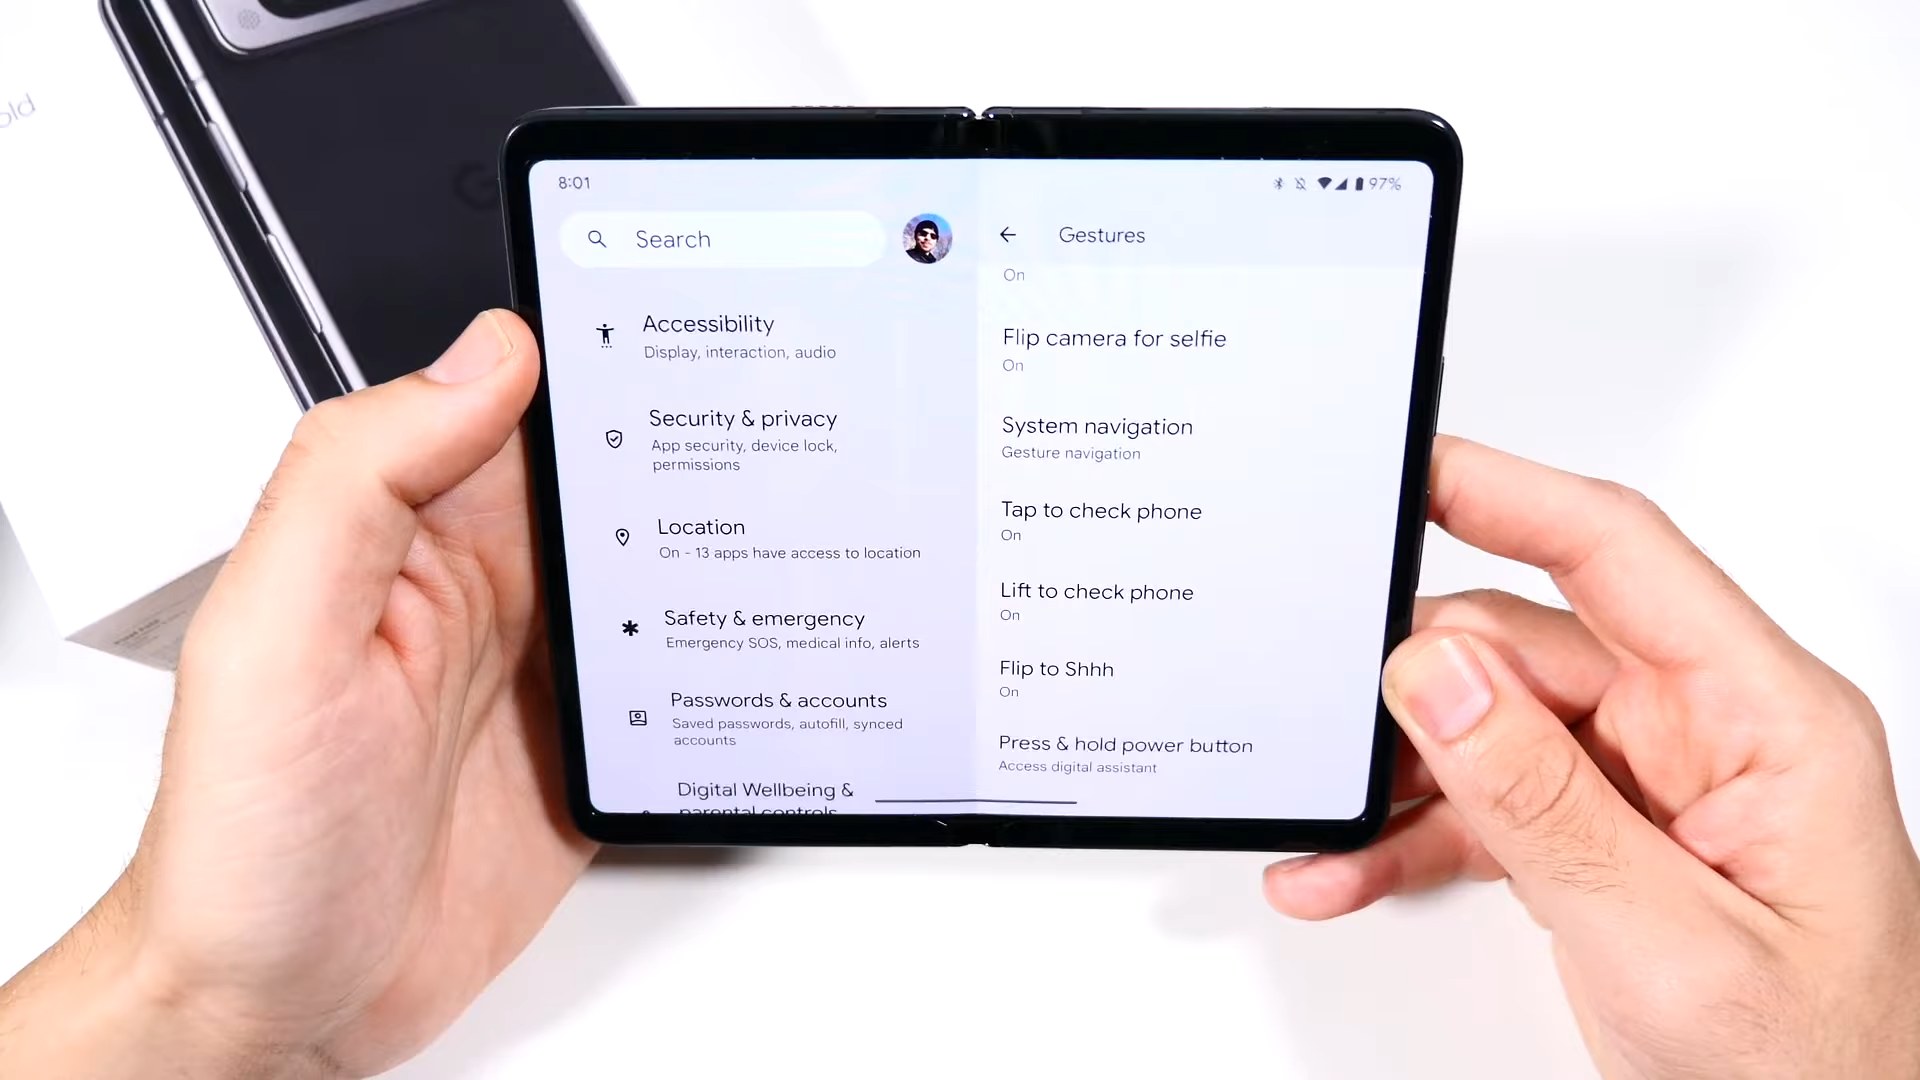 old
G
8:01
97%
Search
Accessibility
Display, interaction, audio
Security & privacy
App security, device lock,
permissions
Location
On - 13 apps have access to location
Safety & emergency
Emergency SOS, medical info, alerts
Passwords & accounts
Saved passwords, autofill, synced
accounts
Digital Wellbeing &
parental controls
Gestures
On
Flip camera for selfie
On
System navigation
Gesture navigation
Tap to check phone
On
Lift to check phone
On
Flip to Shhh
On
Press & hold power button
Access digital assistant